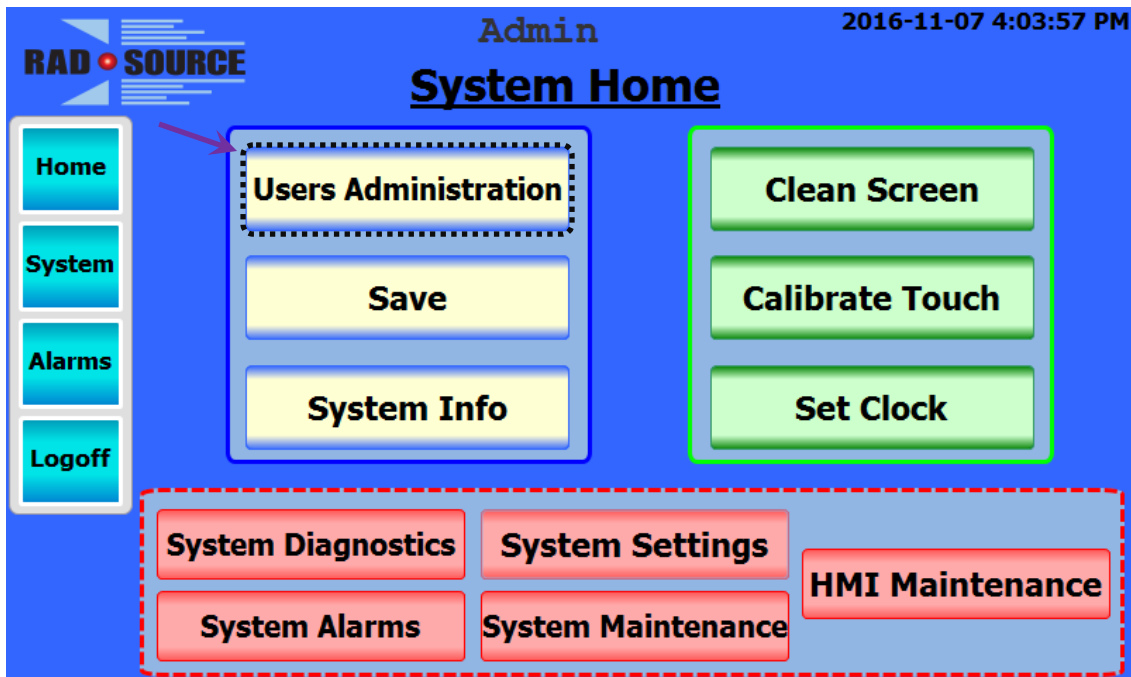 Admin
2016-11-07 4:03:57 PM
RAD SOURCE
System Home
Home
System
Alarms
Logoff
Users Administration
Save
System Info
Clean Screen
Calibrate Touch
Set Clock
System Diagnostics
System Settings
HMI Maintenance
System Alarms
System Maintenance